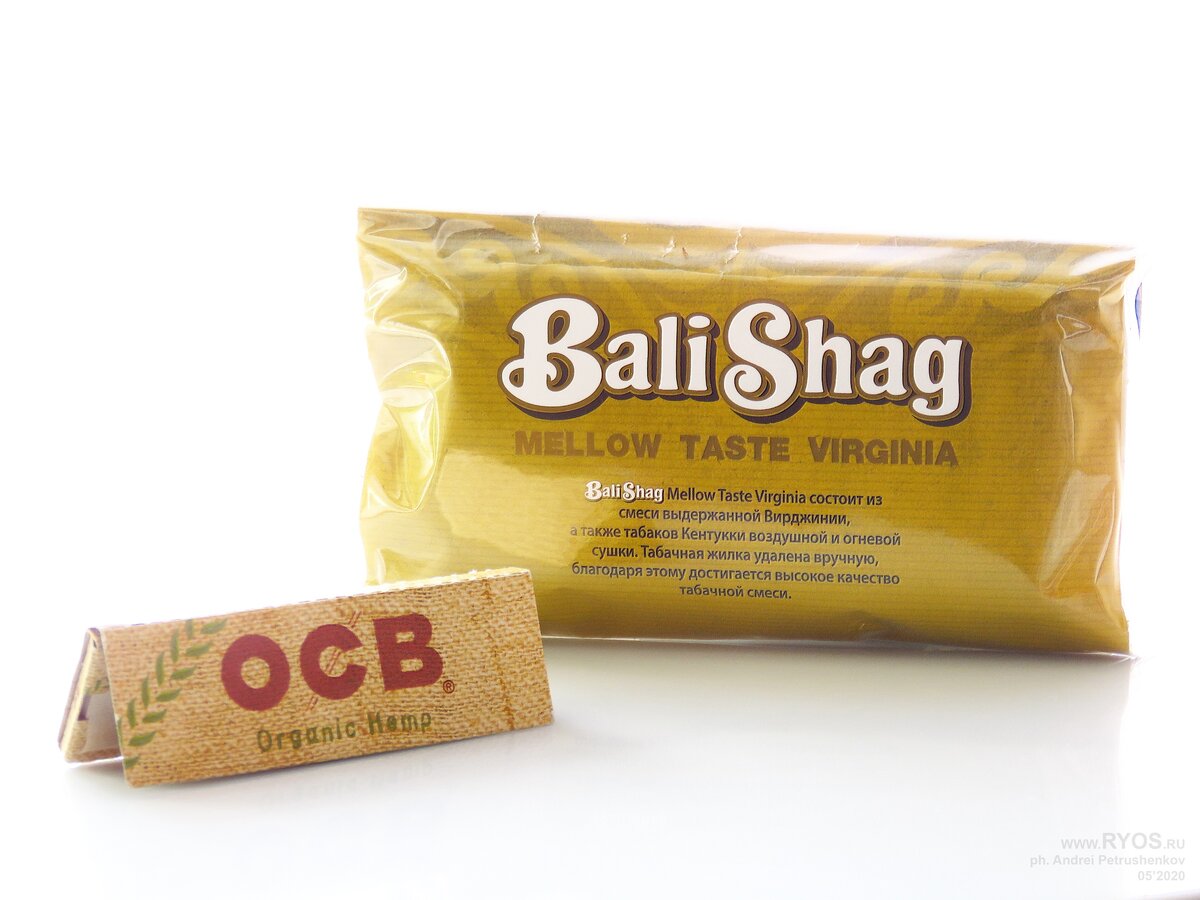 Bali Shag
MELLOW TASTE VIRGINIA
Bali Shag Mellow Taste Virginia состоит из
смеси выдержанной Вирджинии,
а также табаков Кентукки воздушной и огневой
сушки. Табачная жилка удалена вручную,
благодаря этому достигается высокое качество
табачной смеси.
OCB®
Organic Hemp
www.RYOS.RU
ph. Andrei Petrushenkov
05'2020